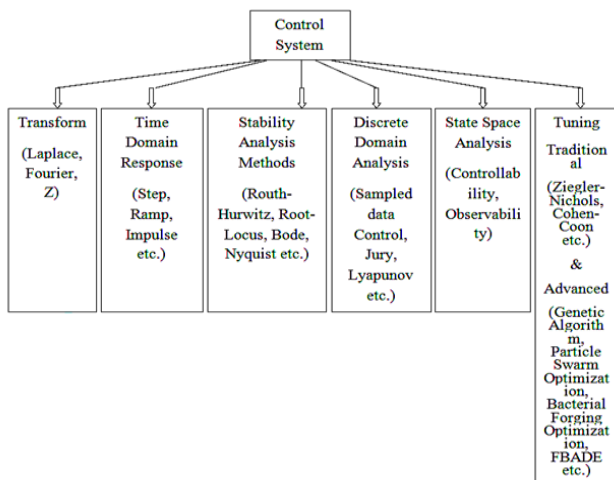 Control
System
Transform
(Laplace,
Fourier,
Z)
Time
Domain
Response
(Step,
Ramp,
Impulse
etc.)
Stability
Analysis
Methods
(Routh-
Hurwitz, Root-
Locus, Bode,
Nyquist etc.)
Discrete
Domain
Analysis
(Sampled
data
Control,
Jury,
Lyapunov
etc.)
State Space
Analysis
(Controllab
ility,
Observabili
ty)
Tuning
Tradition
al
(Ziegler-
Nichols,
Cohen-
Coon
etc.)
&
Advanced
(Genetic
Algorith
m,
Particle
Swarm
Optimizat
ion,
Bacterial
Forging
Optimizat
ion,
FBADE
etc.)